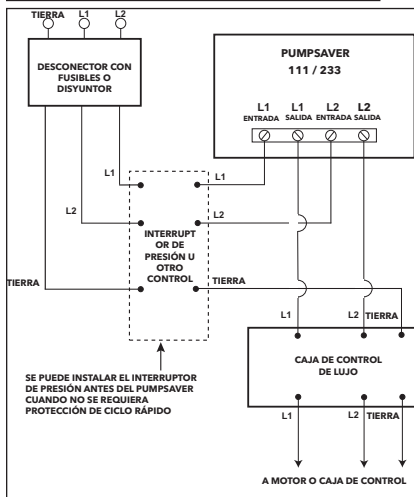 TIERRA L1 L2
DESCONECTOR CON
FUSIBLES O
DISYUNTOR
PUMPSAVER
111 / 233
L1 L1 L2 L2
ENTRADA SALIDA ENTRADA SALIDA
L1 L1
L2 L2
INTERRUPT
OR DE
PRESIÓN U
OTRO
CONTROL
TIERRA TIERRA
L1 L2 TIERRA
CAJA DE CONTROL
DE LUJO
SE PUEDE INSTALAR EL INTERRUPTOR
DE PRESIÓN ANTES DEL PUMPSAVER
CUANDO NO SE REQUIERA
PROTECCIÓN DE CICLO RÁPIDO
L1 L2 TIERRA
A MOTOR O CAJA DE CONTROL